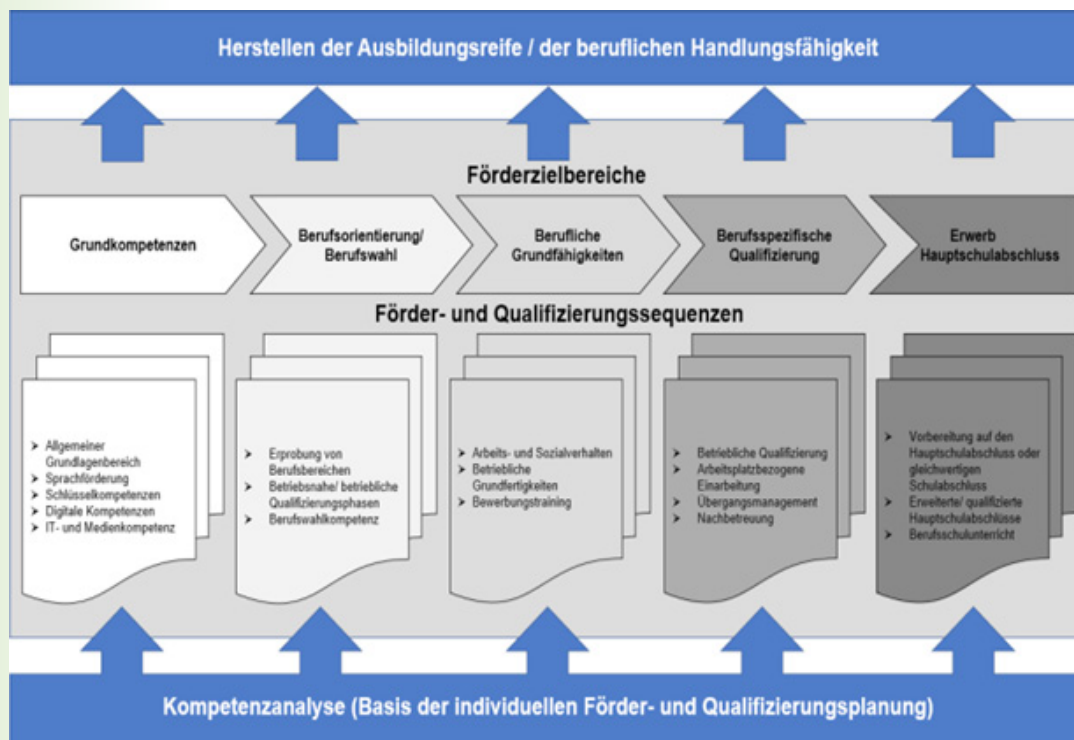 Herstellen der Ausbildungsreife / der beruflichen Handlungsfähigkeit
Förderzielbereiche
Grundkompetenzen
Berufsorientierung/
Berufswahl
Berufliche
Grundfähigkeiten
Berufsspezifische
Qualifizierung
Erwerb
Hauptschulabschluss
Förder- und Qualifizierungssequenzen
➤ Allgemeiner
Grundlagenbereich
➤ Sprachförderung
➤ Schlüsselkompetenzen
➤ Digitale Kompetenzen
➤ IT- und Medienkompetenz
➤ Erprobung von
Berufsbereichen
➤ Betriebsnahe/ betriebliche
Qualifizierungsphasen
➤ Berufswahlkompetenz
➤ Arbeits- und Sozialverhalten
➤ Betriebliche
Grundfertigkeiten
➤ Bewerbungstraining
➤ Betriebliche Qualifizierung
➤ Arbeitsplatzbezogene
Einarbeitung
➤ Übergangsmanagement
➤ Nachbetreuung
➤ Vorbereitung auf den
Hauptschulabschluss oder
gleichwertigen
Schulabschluss
➤ Erweiterte/ qualifizierte
Hauptschulabschlüsse
➤ Berufsschulunterricht
Kompetenzanalyse (Basis der individuellen Förder- und Qualifizierungsplanung)